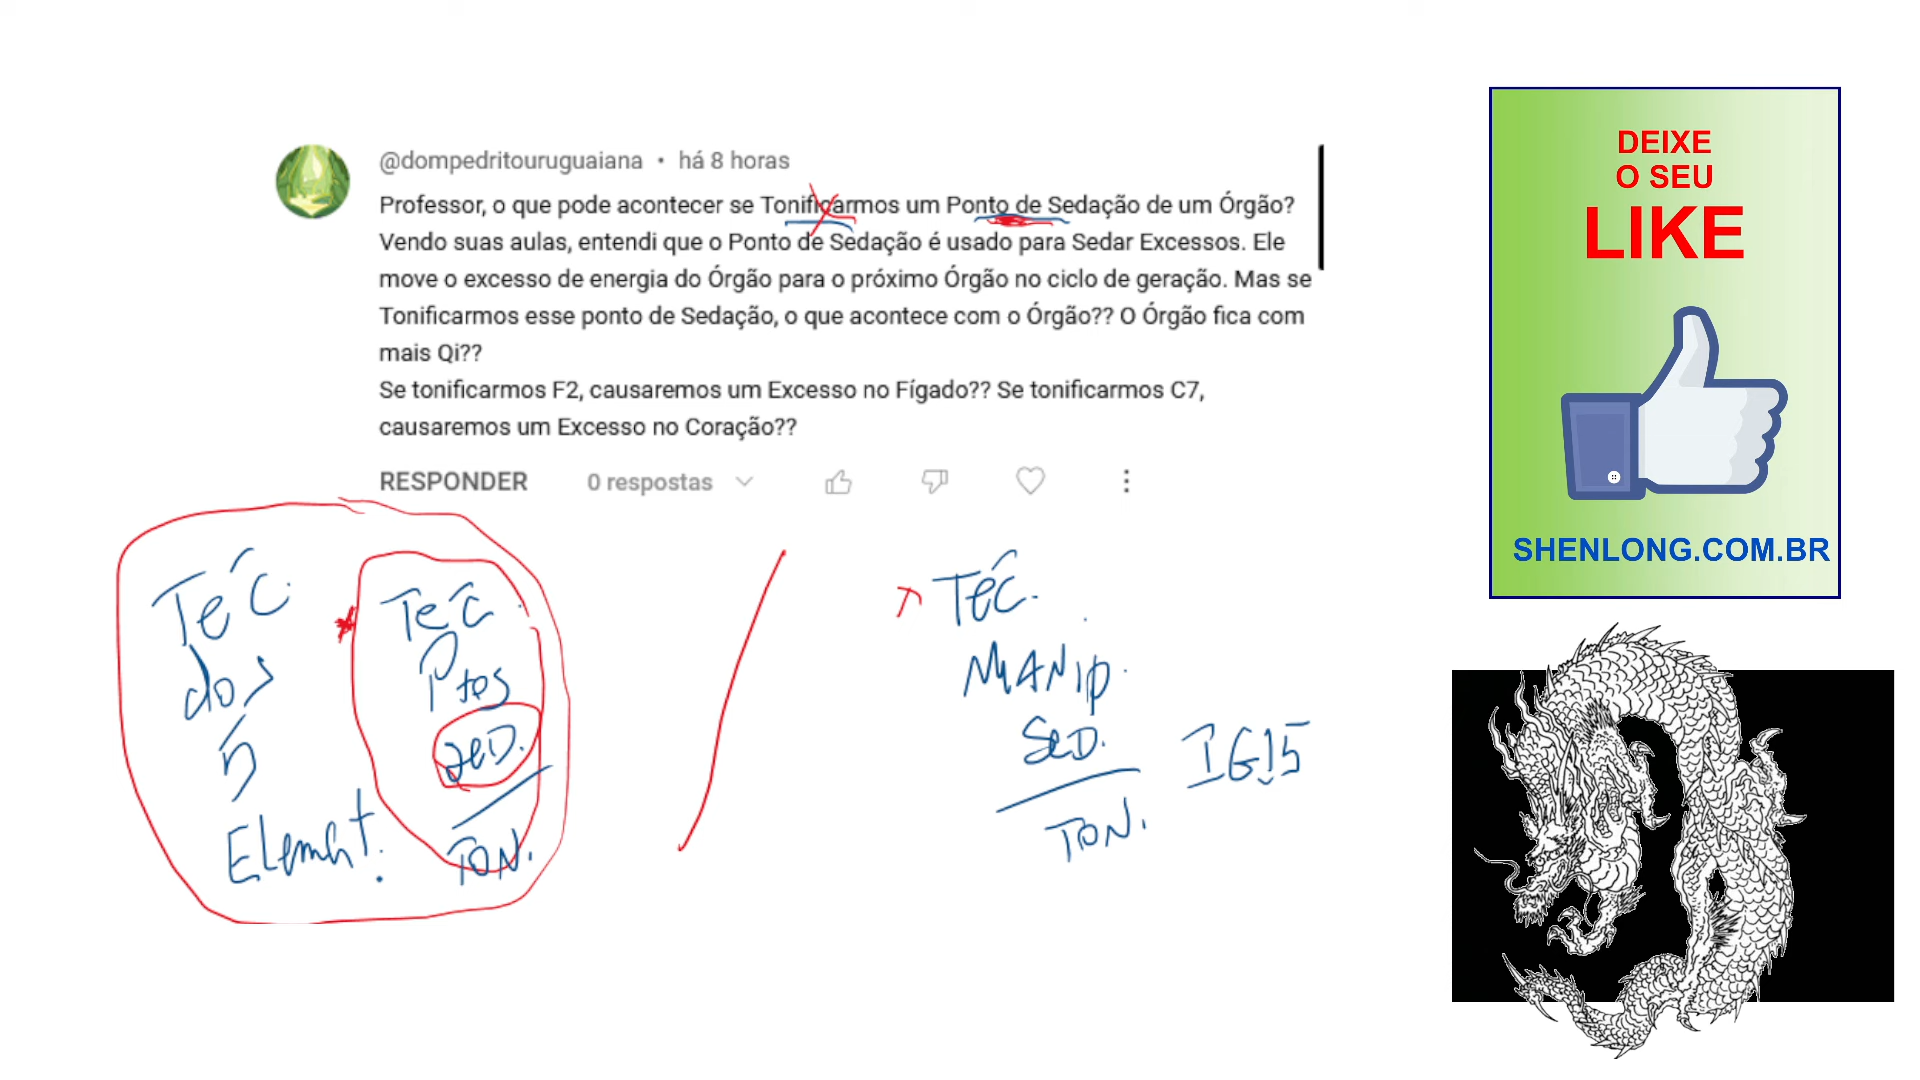 @dompedritouruguaiana • há 8 horas
Professor, o que pode acontecer se Tonificarmos um Ponto de Sedação de um Órgão?
Vendo suas aulas, entendi que o Ponto de Sedação é usado para Sedar Excessos. Ele
move o excesso de energia do Órgão para o próximo Órgão no ciclo de geração. Mas se
Tonificarmos esse ponto de Sedação, o que acontece com o Órgão?? O Órgão fica com
mais Qi??
Se tonificarmos F2, causaremos um Excesso no Fígado?? Se tonificarmos C7,
causaremos um Excesso no Coração??
RESPONDER 0 respostas
DEIXE
O SEU
LIKE
SHENLONG.COM.BR
Téc.
dos
5
Element.
Téc.
Ptos
SED.
TON.
Téc.
MANIP.
SED.
TON.
IG15